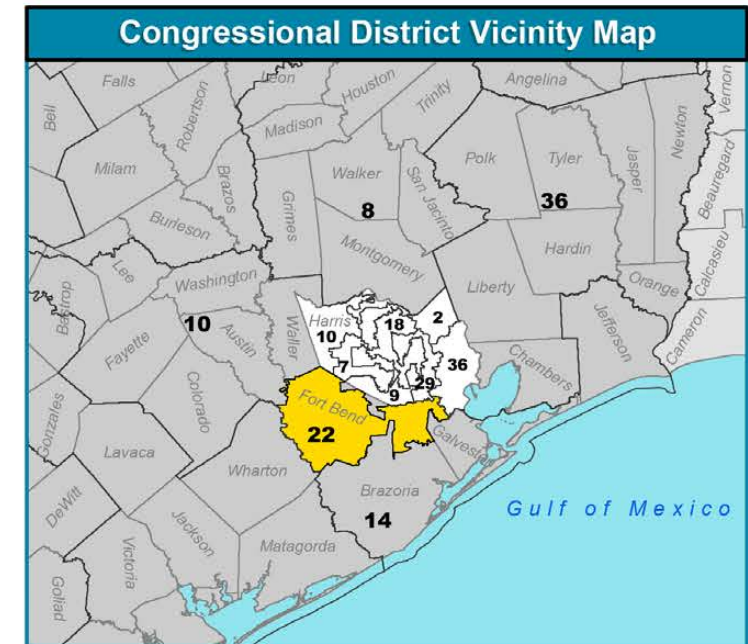 Congressional District Vicinity Map
Falls
Leon
Houston
Angelina
Vernon
Bell
Robertson
Trinity
Newton
Madison
Milam
Brazos
Walker
San Jacinto
Polk
Tyler
Jasper
Beauregard
8
36
Grimes
Burleson
Montgomery
Hardin
Calcasieu
Lee
Washington
Liberty
Orange
Bastrop
10
Austin
Waller
Harris
10
18
2
Jefferson
Cameron
Fayette
7
36
Chambers
29
9
Colorado
Fort Bend
Gonzales
22
Galvest
Lavaca
Wharton
Brazoria
DeWitt
14
Gulf of Mexico
Jackson
Matagorda
Victoria
Goliad